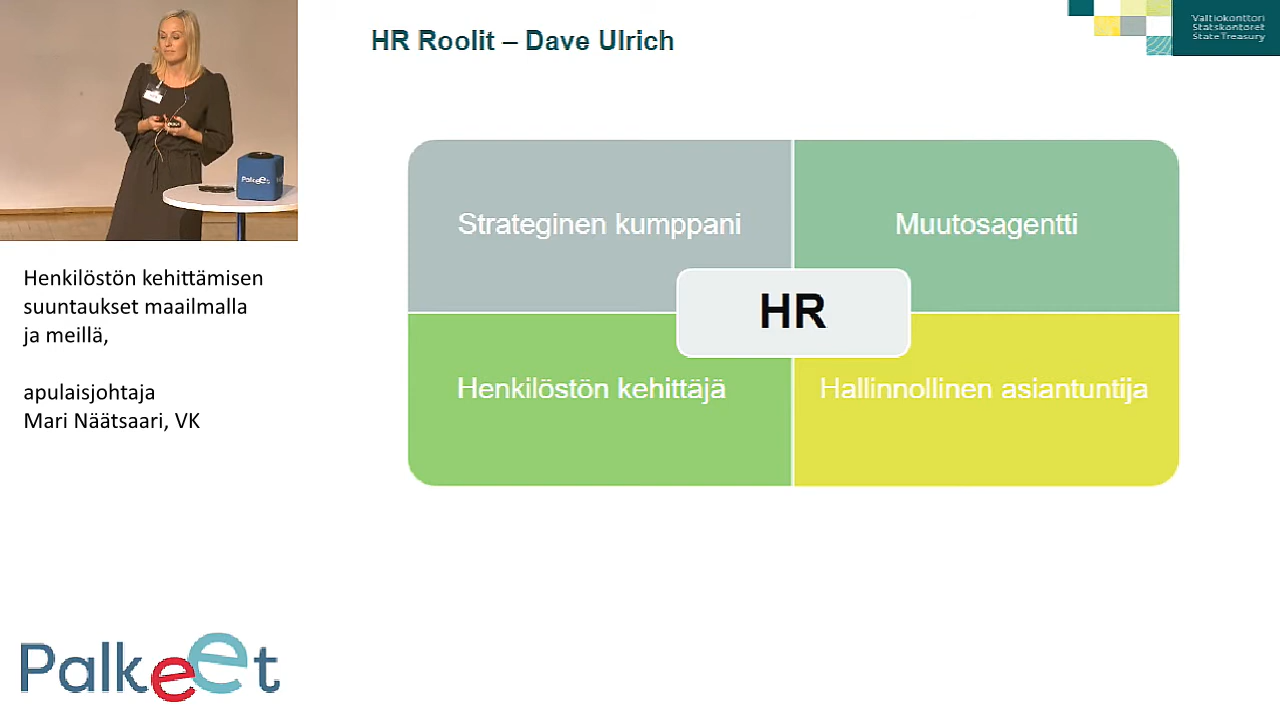 HR Roolit – Dave Ulrich
Valtiokonttori
Statskontoret
State Treasury
Palkeet
Henkilöstön kehittämisen
suuntaukset maailmalla
ja meillä,
apulaisjohtaja
Mari Näätsaari, VK
Strateginen kumppani
Muutosagentti
HR
Henkilöstön kehittäjä
Hallinnollinen asiantuntija
Palkeet